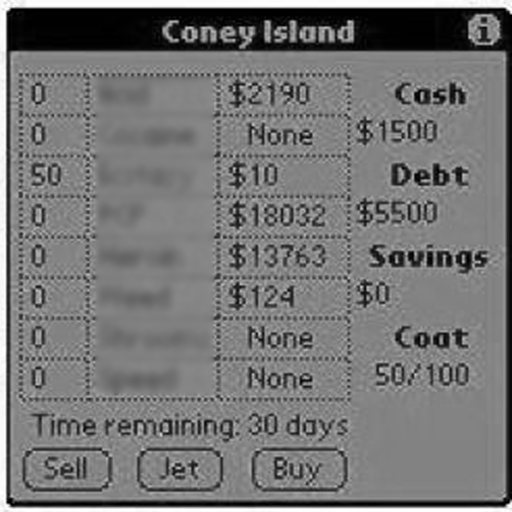 Coney Island
0 $2190 Cash
0 None $1500
50 $10 Debt
0 $18032 $5500
0 $13763 Savings
0 $124 $0
0 None Coat
0 None 50/100
Time remaining: 30 days
Sell Jet Buy